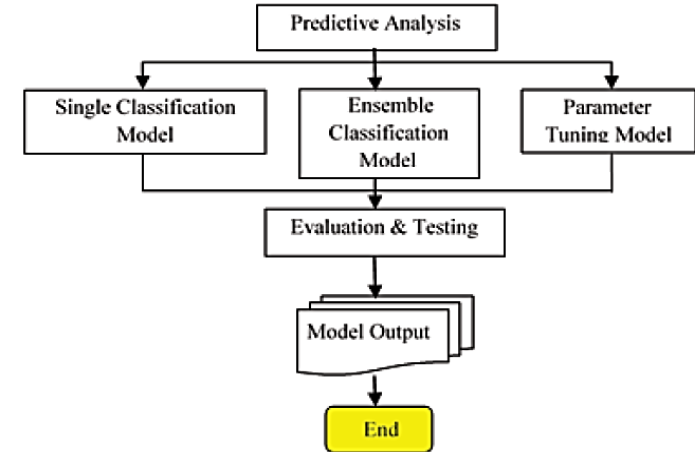 Predictive Analysis
Single Classification
Model
Ensemble
Classification
Model
Parameter
Tuning Model
Evaluation & Testing
Model Output
End